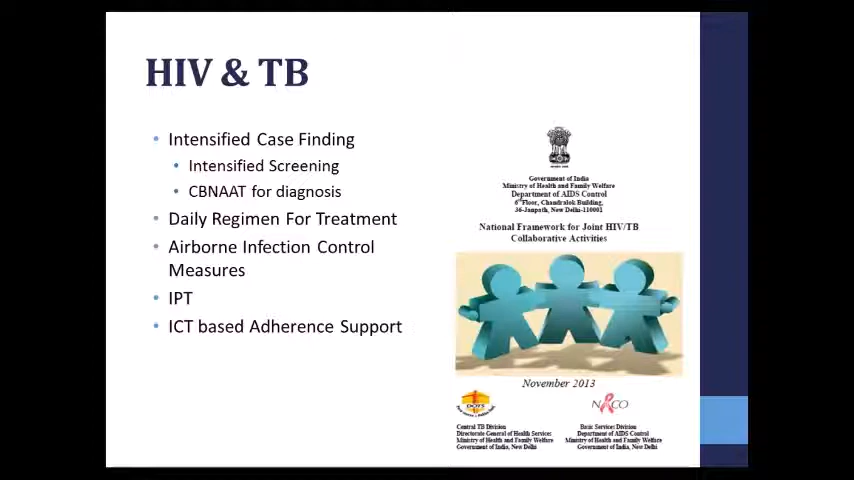 HIV & TB
Intensified Case Finding
Intensified Screening
CBNAAT for diagnosis
Daily Regimen For Treatment
Airborne Infection Control
Measures
IPT
ICT based Adherence Support
Government of India
Ministry of Health and Family Welfare
Department of AIDS Control
6th Floor, Chandralok Building,
36-Janpath, New Delhi-110001
National Framework for Joint HIV/TB
Collaborative Activities
November 2013
DOTS
NACO
Central TB Division
Directorate General of Health Services
Ministry of Health and Family Welfare
Government of India, New Delhi
Basic Services Division
Department of AIDS Control
Ministry of Health and Family Welfare
Government of India, New Delhi